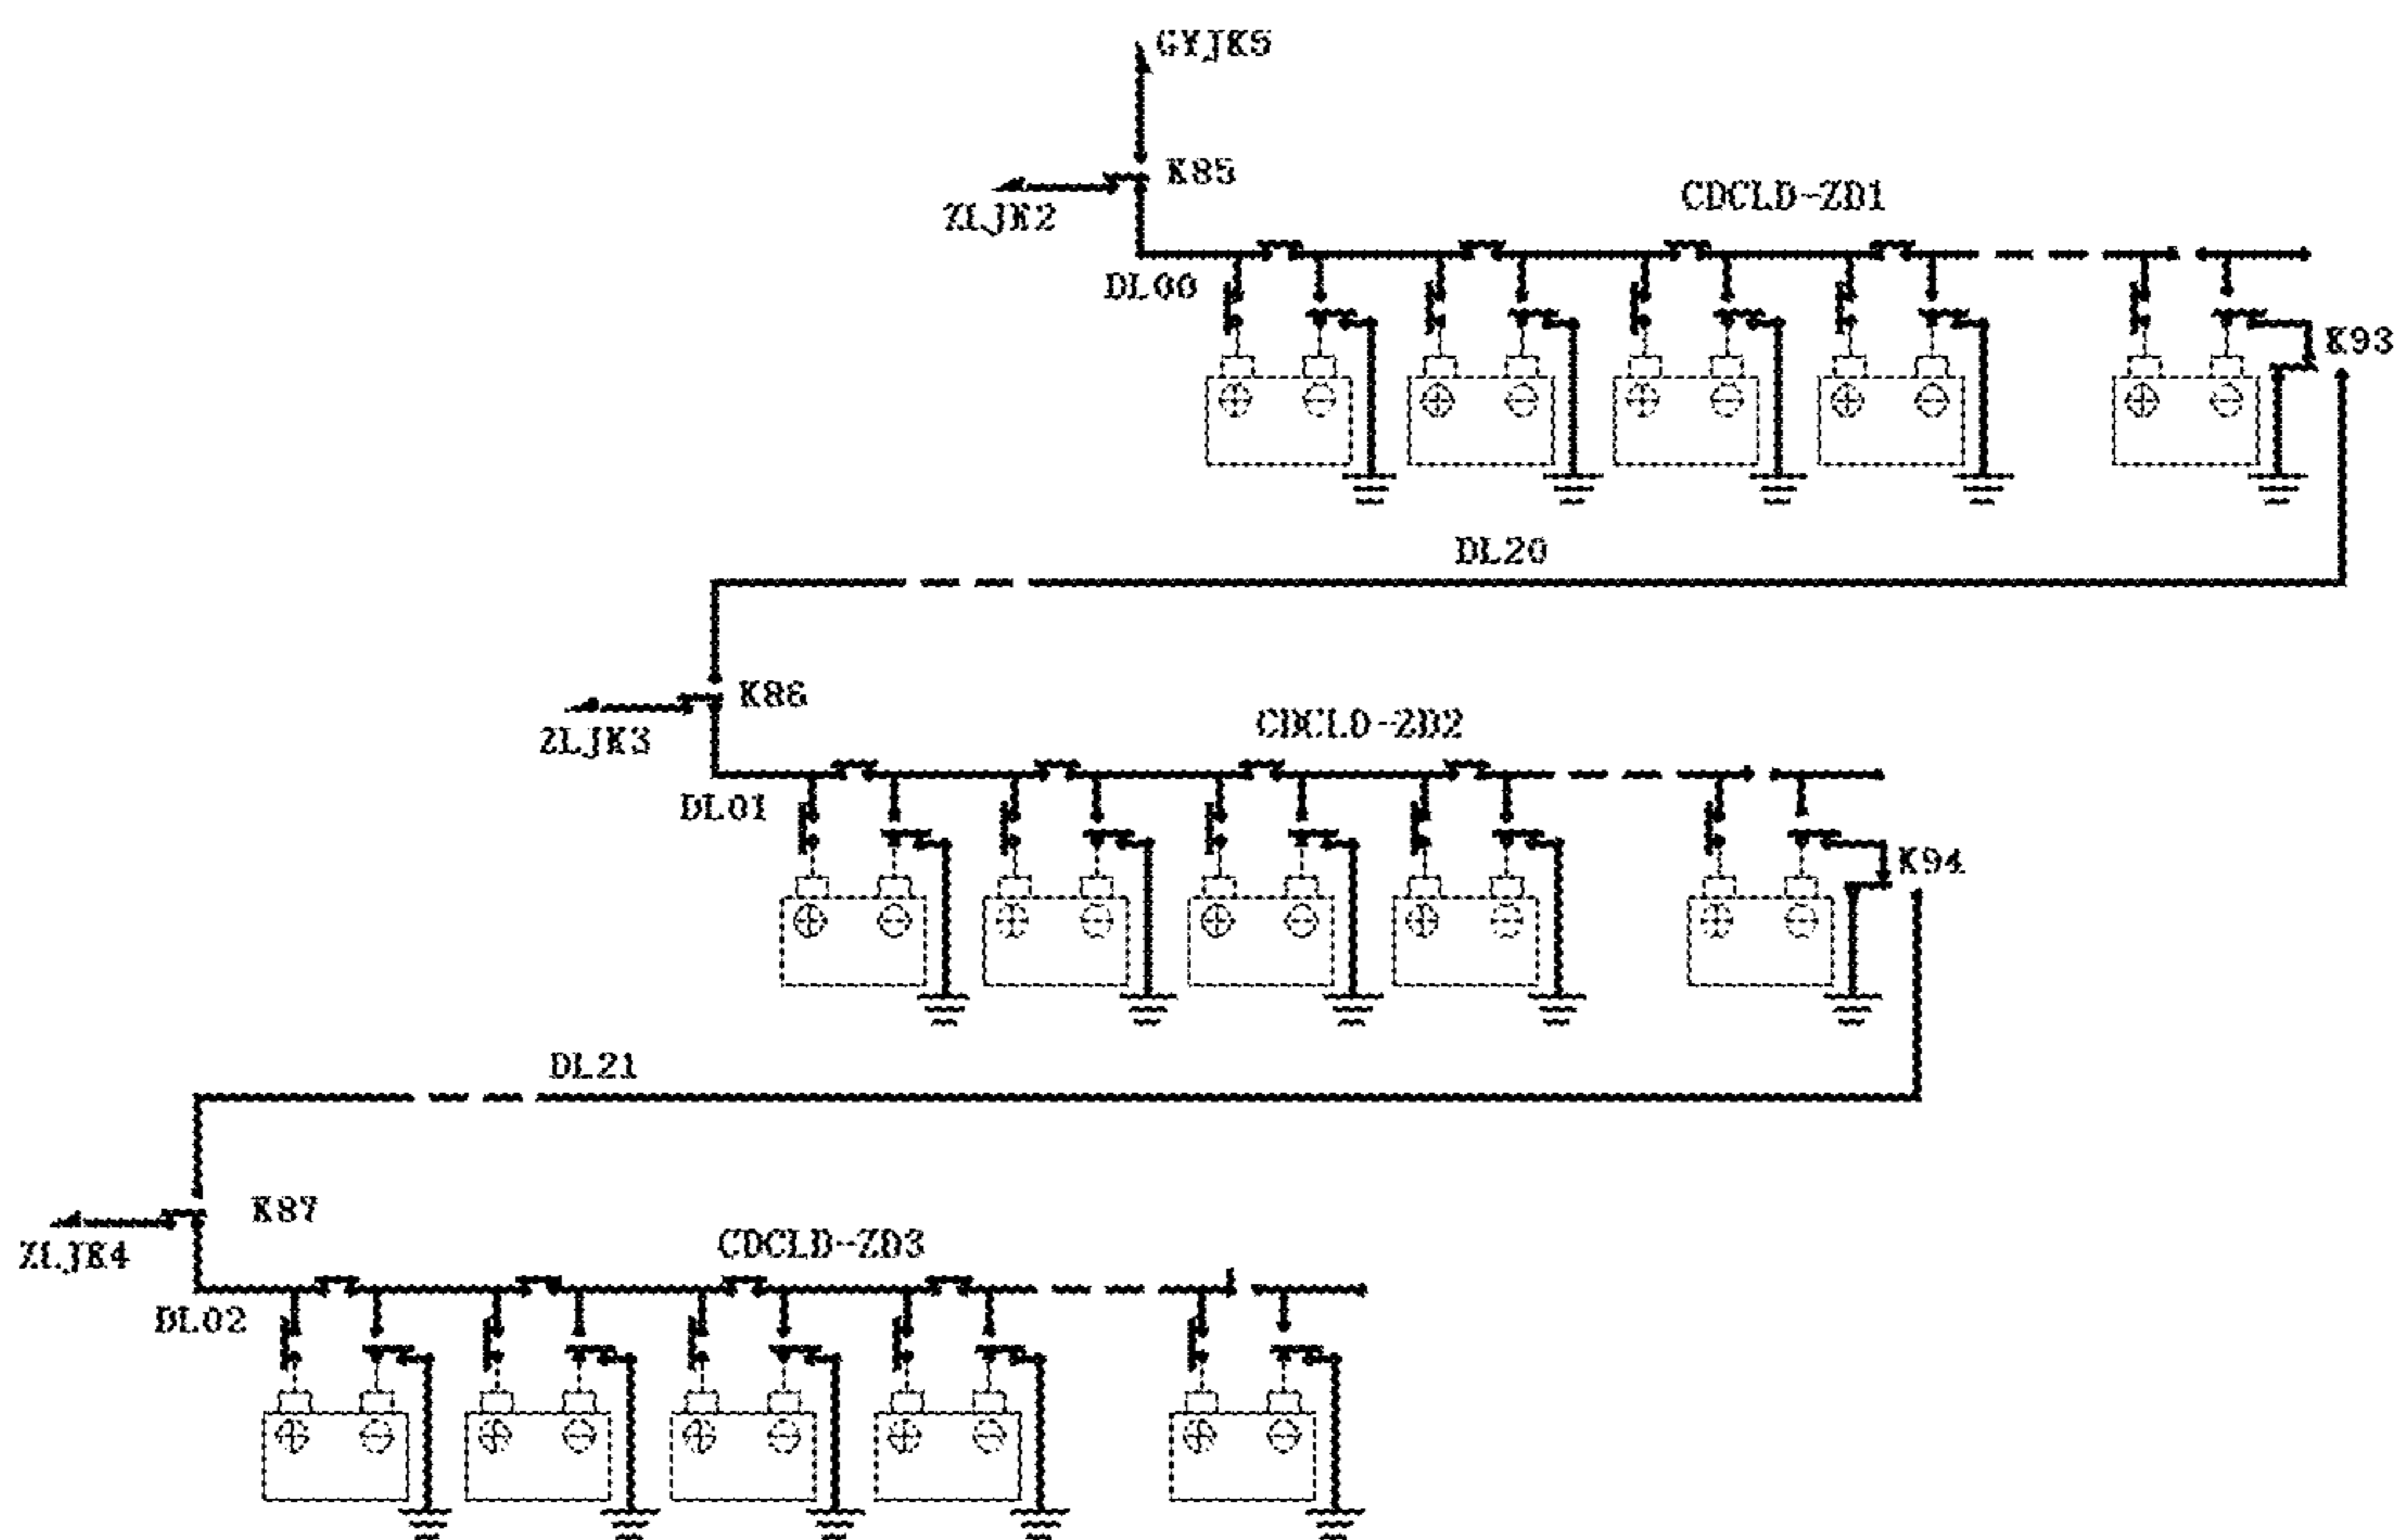 GYJK5
K85
ZLJK2
CDCLD-ZD1
DL00
K93
DL20
K86
ZLJK3
CDCLD-ZD2
DL01
K94
DL21
K87
ZLJK4
CDCLD-ZD3
DL02